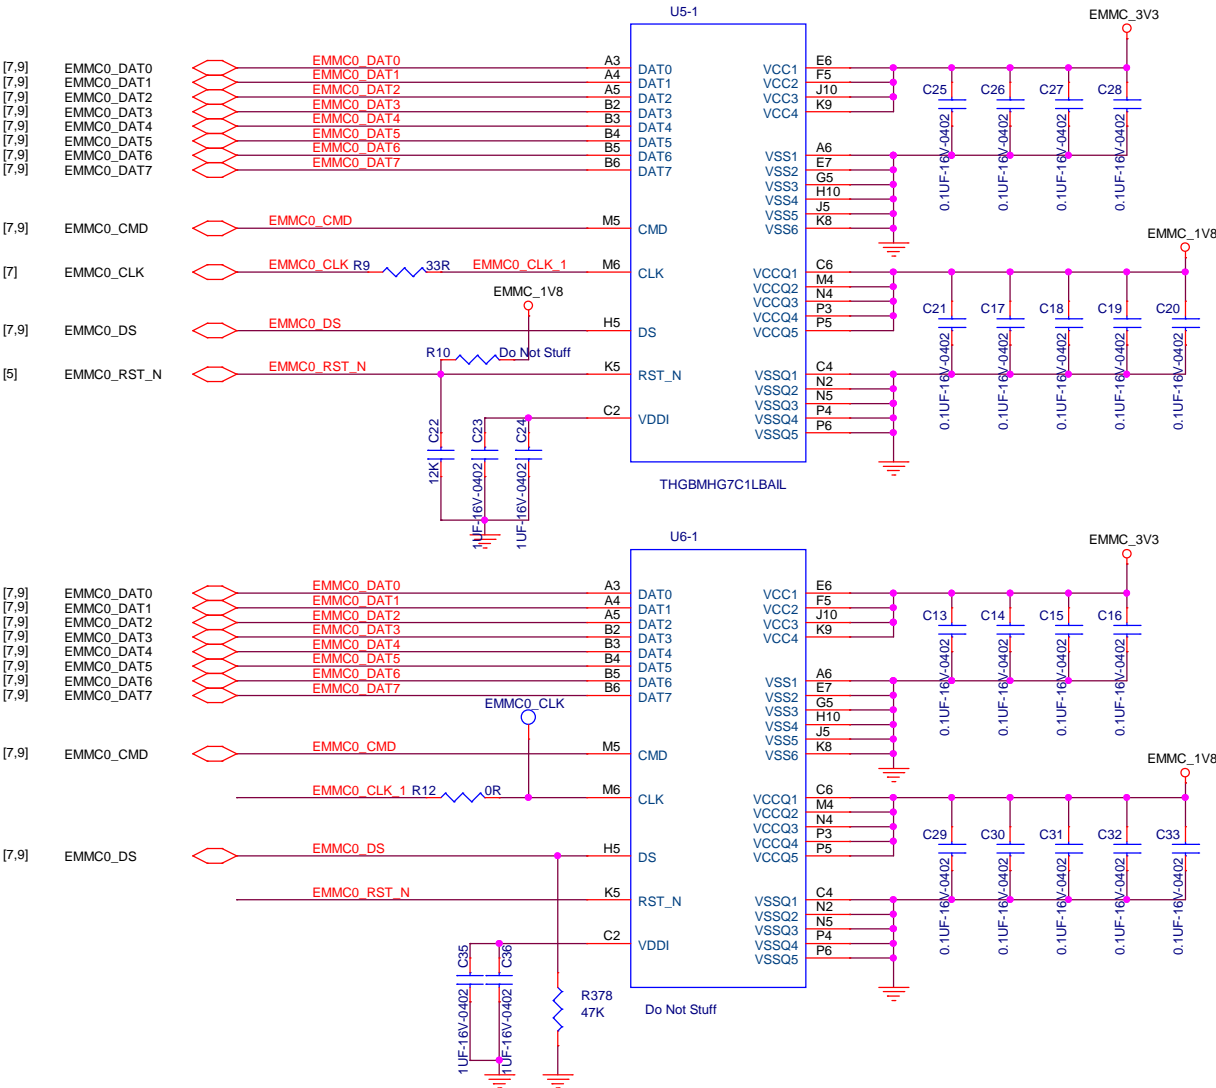 U5-1
EMMC_3V3
[7,9] EMMC0_DAT0 EMMC0_DAT0 A3 DAT0 VCC1 E6
[7,9] EMMC0_DAT1 EMMC0_DAT1 A4 DAT1 VCC2 F5
[7,9] EMMC0_DAT2 EMMC0_DAT2 A5 DAT2 VCC3 J10 C25 C26 C27 C28
[7,9] EMMC0_DAT3 EMMC0_DAT3 B2 DAT3 VCC4 K9
[7,9] EMMC0_DAT4 EMMC0_DAT4 B3 DAT4
[7,9] EMMC0_DAT5 EMMC0_DAT5 B4 DAT5
[7,9] EMMC0_DAT6 EMMC0_DAT6 B5 DAT6 VSS1 A6
[7,9] EMMC0_DAT7 EMMC0_DAT7 B6 DAT7 VSS2 E7
0.1UF-16V-0402 0.1UF-16V-0402 0.1UF-16V-0402 0.1UF-16V-0402
VSS3 G5
VSS4 H10
VSS5 J5
[7,9] EMMC0_CMD EMMC0_CMD M5 CMD VSS6 K8
EMMC_1V8
[7] EMMC0_CLK EMMC0_CLK R9 33R EMMC0_CLK_1 M6 CLK VCCQ1 C6
VCCQ2 M4
EMMC_1V8 VCCQ3 N4
VCCQ4 P3 C21 C17 C18 C19 C20
[7,9] EMMC0_DS EMMC0_DS H5 DS VCCQ5 P5
R10 Do Not Stuff
[5] EMMC0_RST_N EMMC0_RST_N K5 RST_N VSSQ1 C4
0.1UF-16V-0402 0.1UF-16V-0402 0.1UF-16V-0402 0.1UF-16V-0402 0.1UF-16V-0402
VSSQ2 N2
VSSQ3 N5
C2 VDDI VSSQ4 P4
VSSQ5 P6
C22 C23 C24
12K 1UF-16V-0402 1UF-16V-0402
THGBMHG7C1LBAIL
U6-1
EMMC_3V3
[7,9] EMMC0_DAT0 EMMC0_DAT0 A3 DAT0 VCC1 E6
[7,9] EMMC0_DAT1 EMMC0_DAT1 A4 DAT1 VCC2 F5
[7,9] EMMC0_DAT2 EMMC0_DAT2 A5 DAT2 VCC3 J10 C13 C14 C15 C16
[7,9] EMMC0_DAT3 EMMC0_DAT3 B2 DAT3 VCC4 K9
[7,9] EMMC0_DAT4 EMMC0_DAT4 B3 DAT4
[7,9] EMMC0_DAT5 EMMC0_DAT5 B4 DAT5
[7,9] EMMC0_DAT6 EMMC0_DAT6 B5 DAT6 VSS1 A6
[7,9] EMMC0_DAT7 EMMC0_DAT7 B6 DAT7 VSS2 E7
0.1UF-16V-0402 0.1UF-16V-0402 0.1UF-16V-0402 0.1UF-16V-0402
EMMC0_CLK VSS3 G5
VSS4 H10
VSS5 J5
[7,9] EMMC0_CMD EMMC0_CMD M5 CMD VSS6 K8
EMMC_1V8
EMMC0_CLK_1 R12 0R M6 CLK VCCQ1 C6
VCCQ2 M4
VCCQ3 N4
VCCQ4 P3 C29 C30 C31 C32 C33
[7,9] EMMC0_DS EMMC0_DS H5 DS VCCQ5 P5
EMMC0_RST_N K5 RST_N VSSQ1 C4
0.1UF-16V-0402 0.1UF-16V-0402 0.1UF-16V-0402 0.1UF-16V-0402 0.1UF-16V-0402
VSSQ2 N2
VSSQ3 N5
C2 VDDI VSSQ4 P4
VSSQ5 P6
C35 C36
1UF-16V-0402 1UF-16V-0402
R378
47K
Do Not Stuff